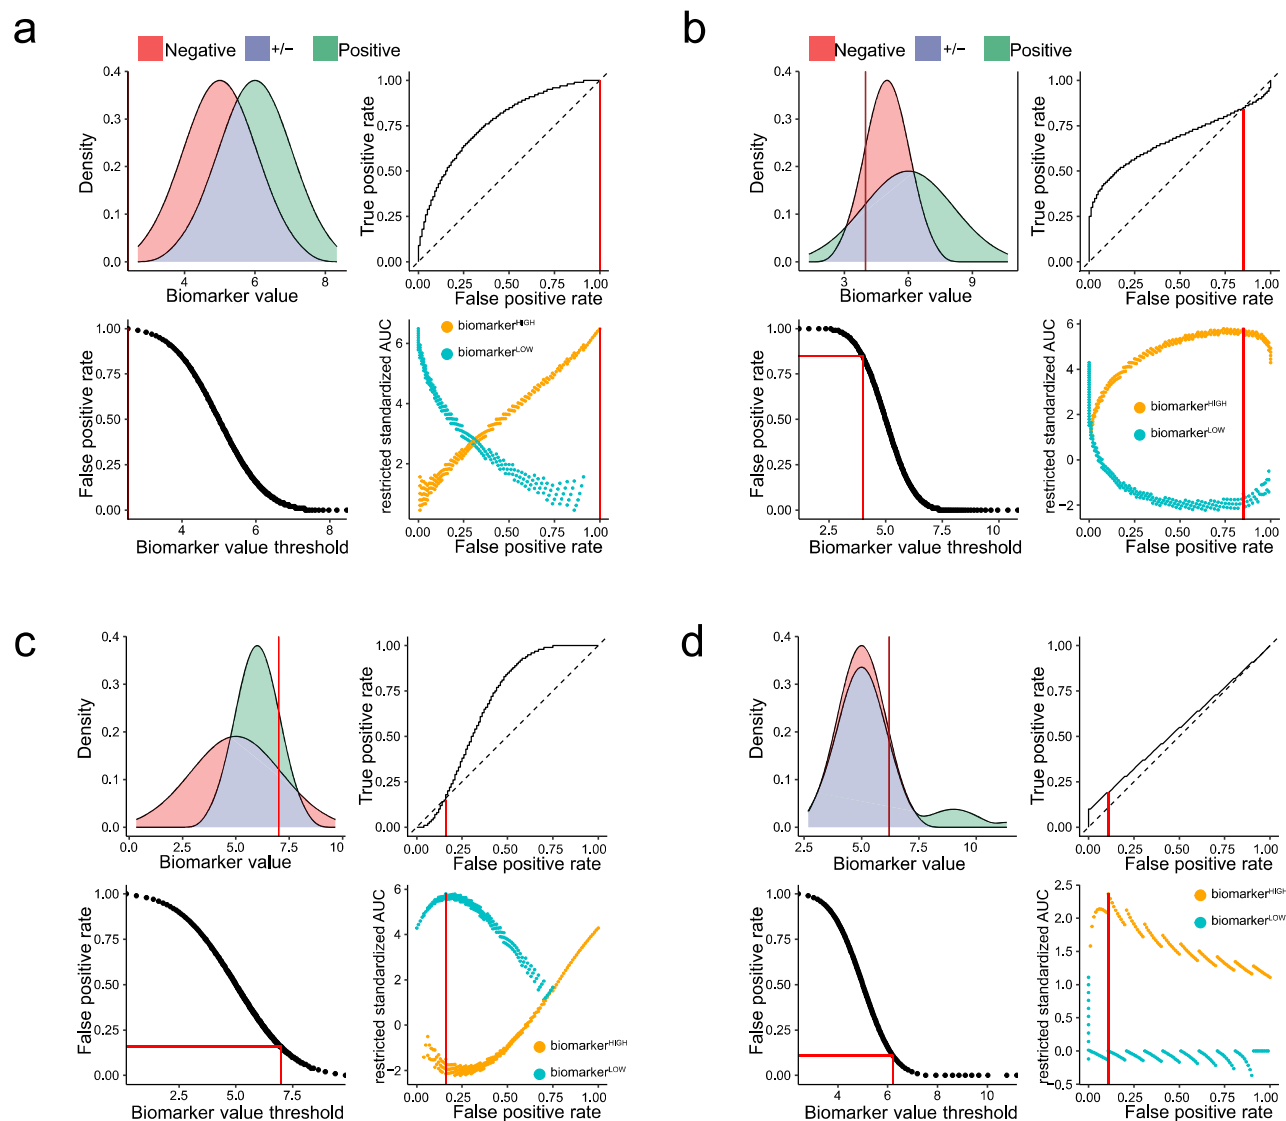 a
Negative +/− Positive
0.4
0.3
0.2
0.1
0.0
Density
4 6 8
Biomarker value
1.00
0.75
0.50
0.25
0.00
True positive rate
0.00 0.25 0.50 0.75 1.00
False positive rate
1.00
0.75
0.50
0.25
0.00
False positive rate
4 6 8
Biomarker value threshold
6
4
2
restricted standardized AUC
biomarkerHIGH
biomarkerLOW
0.00 0.25 0.50 0.75 1.00
False positive rate
b
Negative +/− Positive
0.4
0.3
0.2
0.1
0.0
Density
3 6 9
Biomarker value
1.00
0.75
0.50
0.25
0.00
True positive rate
0.00 0.25 0.50 0.75 1.00
False positive rate
1.00
0.75
0.50
0.25
0.00
False positive rate
2.5 5.0 7.5 10
Biomarker value threshold
6
4
2
0
−2
restricted standardized AUC
biomarkerHIGH
biomarkerLOW
0.00 0.25 0.50 0.75 1.00
False positive rate
c
0.4
0.3
0.2
0.1
0.0
Density
0.0 2.5 5.0 7.5 10
Biomarker value
1.00
0.75
0.50
0.25
0.00
True positive rate
0.00 0.25 0.50 0.75 1.00
False positive rate
1.00
0.75
0.50
0.25
0.00
False positive rate
2.5 5.0 7.5
Biomarker value threshold
6
4
2
0
−2
restricted standardized AUC
biomarkerHIGH
biomarkerLOW
0.00 0.25 0.50 0.75 1.00
False positive rate
d
0.4
0.3
0.2
0.1
0.0
Density
2.5 5.0 7.5 10
Biomarker value
1.00
0.75
0.50
0.25
0.00
True positive rate
0.00 0.25 0.50 0.75 1.00
False positive rate
1.00
0.75
0.50
0.25
0.00
False positive rate
4 6 8 10
Biomarker value threshold
2.5
2.0
1.5
1.0
0.5
0.0
−0.5
restricted standardized AUC
biomarkerHIGH
biomarkerLOW
0.00 0.25 0.50 0.75 1.00
False positive rate